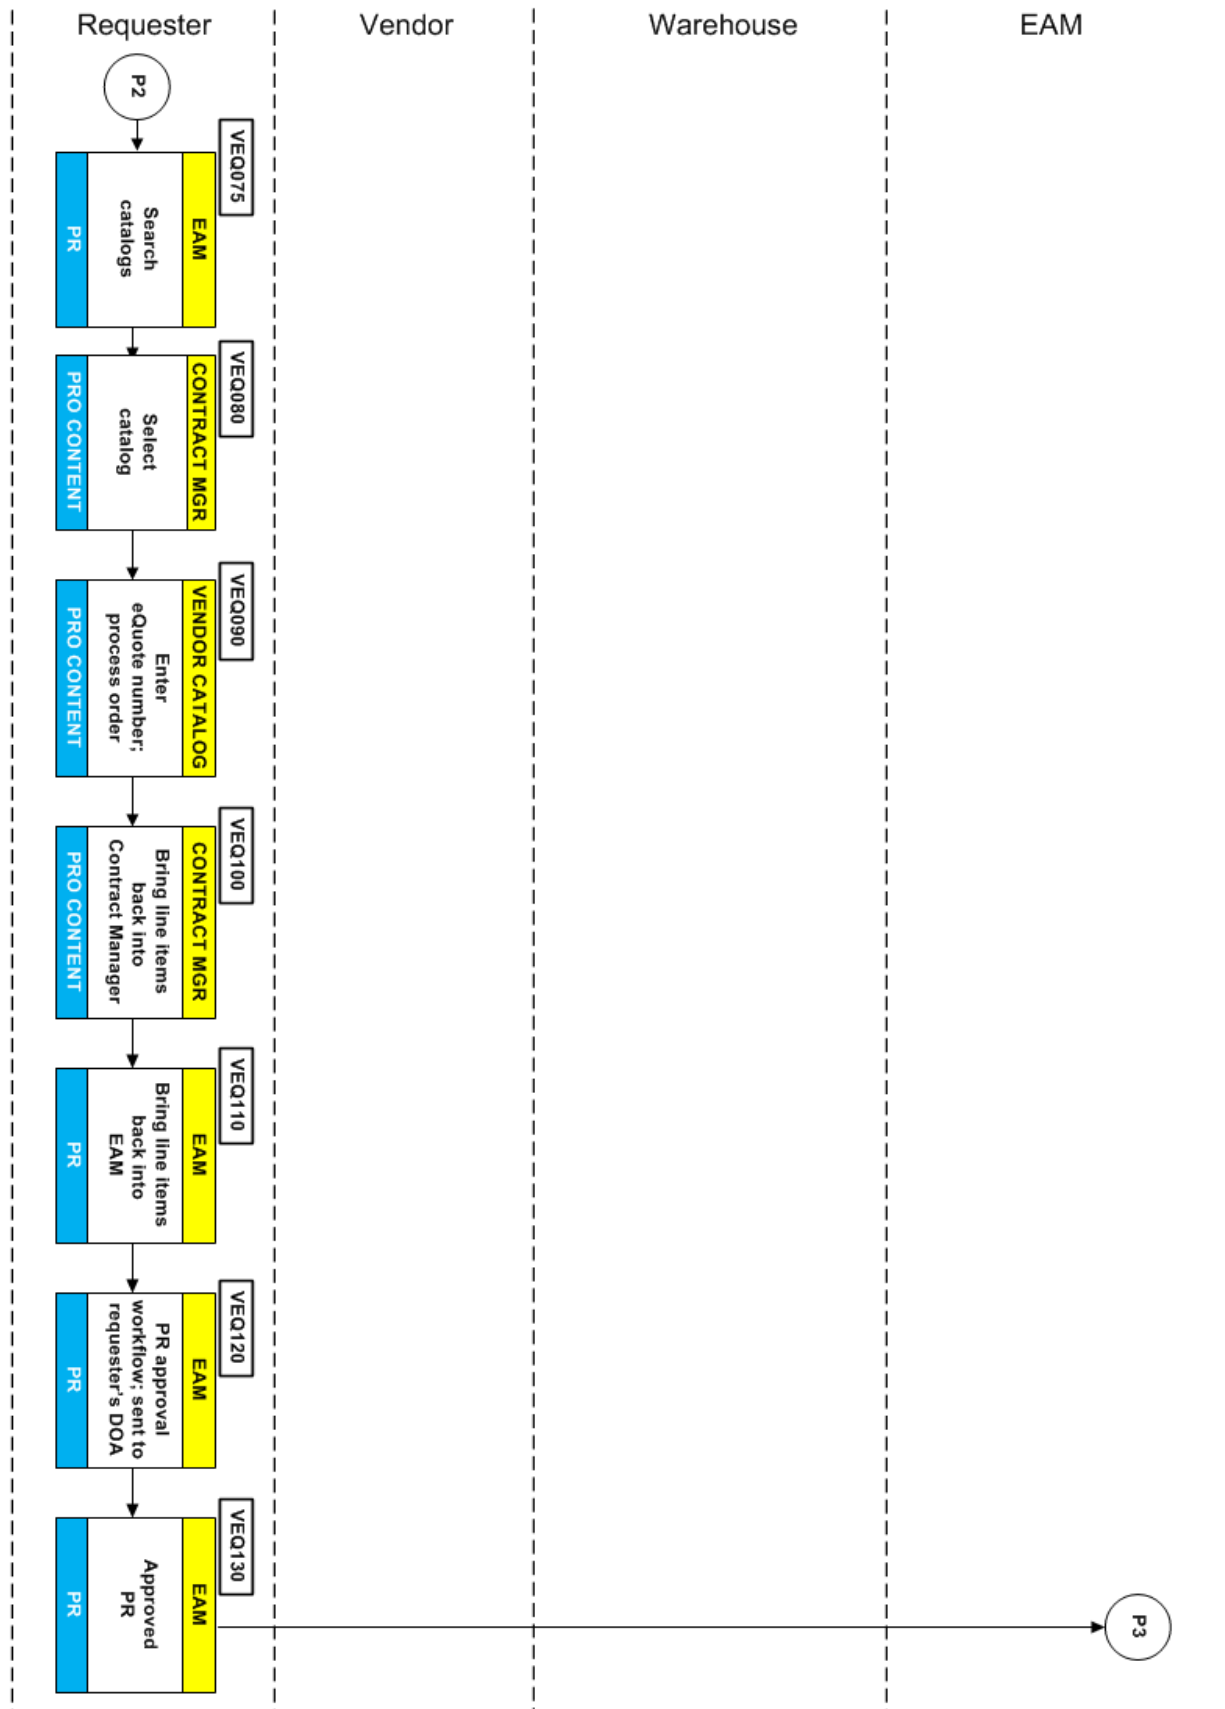 Requester
Vendor
Warehouse
EAM
P2
VEQ075
EAM
Search
catalogs
PR
VEQ080
CONTRACT MGR
Select
catalog
PRO CONTENT
VEQ090
VENDOR CATALOG
Enter
eQuote number;
process order
PRO CONTENT
VEQ100
CONTRACT MGR
Bring line items
back into
Contract Manager
PRO CONTENT
VEQ110
EAM
Bring line items
back into
EAM
PR
VEQ120
EAM
PR approval
workflow; sent to
requester's DOA
PR
VEQ130
EAM
Approved
PR
PR
P3